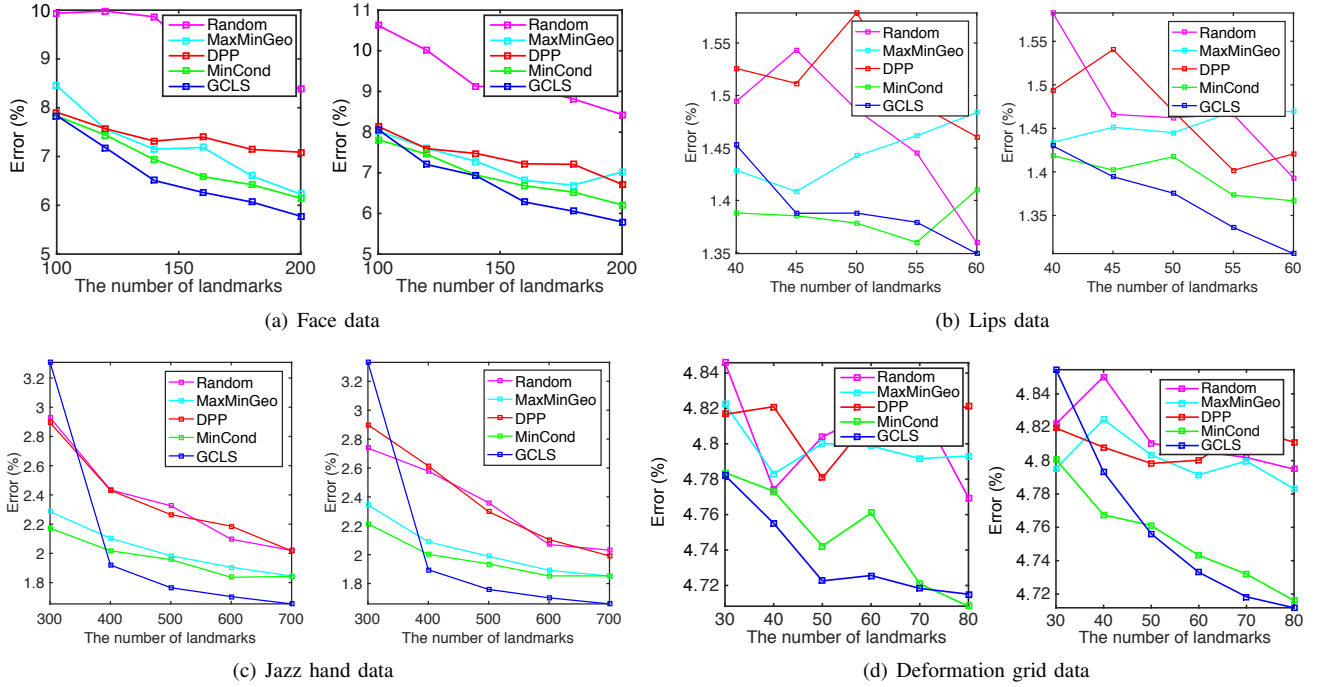 10
9
8
7
6
5
Error (%)
100
150
200
The number of landmarks
Random
MaxMinGeo
DPP
MinCond
GCLS
11
10
9
8
7
6
5
Error (%)
100
150
200
The number of landmarks
Random
MaxMinGeo
DPP
MinCond
GCLS
(a) Face data
1.55
1.5
1.45
1.4
1.35
Error (%)
40
45
50
55
60
The number of landmarks
Random
MaxMinGeo
DPP
MinCond
GCLS
1.55
1.5
1.45
1.4
1.35
Error (%)
40
45
50
55
60
The number of landmarks
Random
MaxMinGeo
DPP
MinCond
GCLS
(b) Lips data
3.2
3
2.8
2.6
2.4
2.2
2
1.8
Error (%)
300
400
500
600
700
The number of landmarks
Random
MaxMinGeo
DPP
MinCond
GCLS
3.2
3
2.8
2.6
2.4
2.2
2
1.8
Error (%)
300
400
500
600
700
The number of landmarks
Random
MaxMinGeo
DPP
MinCond
GCLS
(c) Jazz hand data
4.84
4.82
4.8
4.78
4.76
4.74
4.72
Error (%)
30
40
50
60
70
80
The number of landmarks
Random
MaxMinGeo
DPP
MinCond
GCLS
4.84
4.82
4.8
4.78
4.76
4.74
4.72
Error (%)
30
40
50
60
70
80
The number of landmarks
Random
MaxMinGeo
DPP
MinCond
GCLS
(d) Deformation grid data